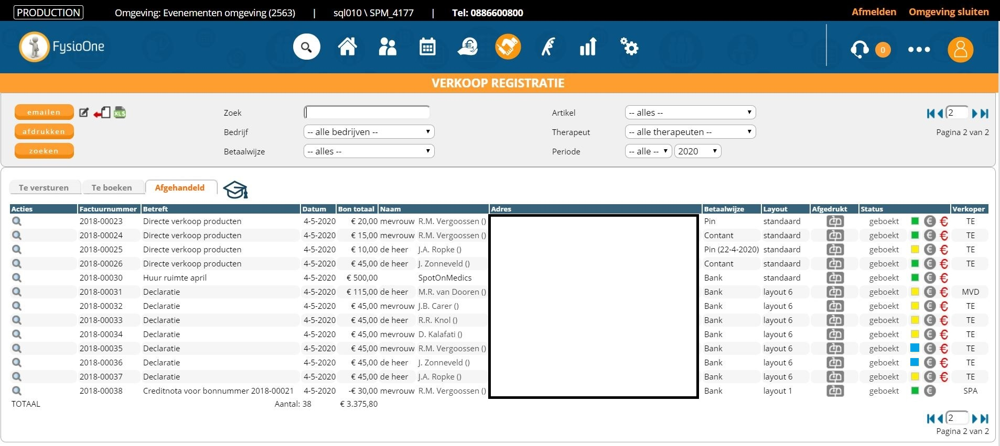 PRODUCTION Omgeving: Evenementen omgeving (2563) | sql010 \ SPM_4177 | Tel: 0886600800 Afmelden Omgeving sluiten
FysioOne 0
VERKOOP REGISTRATIE
emailen XLS Zoek Artikel -- alles -- 2
afdrukken Bedrijf -- alle bedrijven -- Therapeut -- alle therapeuten -- Pagina 2 van 2
zoeken Betaalwijze -- alles -- Periode -- alle -- 2020
Te versturen Te boeken Afgehandeld
Acties Factuurnummer Betreft Datum Bon totaal Naam Adres Betaalwijze Layout Afgedrukt Status Verkoper
2018-00023 Directe verkoop producten 4-5-2020 € 20,00 mevrouw R.M. Vergoossen () Pin standaard geboekt € € TE
2018-00024 Directe verkoop producten 4-5-2020 € 15,00 mevrouw R.M. Vergoossen () Contant standaard geboekt € € TE
2018-00025 Directe verkoop producten 4-5-2020 € 10,00 de heer J.A. Ropke () Pin (22-4-2020) standaard geboekt € € TE
2018-00026 Directe verkoop producten 4-5-2020 € 45,00 de heer J. Zonneveld () Contant standaard geboekt € € TE
2018-00030 Huur ruimte april 4-5-2020 € 500,00 SpotOnMedics Bank standaard geboekt € €
2018-00031 Declaratie 4-5-2020 € 115,00 de heer M.R. van Dooren () Bank layout 6 geboekt € € MVD
2018-00032 Declaratie 4-5-2020 € 45,00 mevrouw J.B. Carer () Bank layout 6 geboekt € € TE
2018-00033 Declaratie 4-5-2020 € 45,00 de heer R.R. Knol () Bank layout 6 geboekt € € TE
2018-00034 Declaratie 4-5-2020 € 45,00 mevrouw D. Kalafati () Bank layout 6 geboekt € € TE
2018-00035 Declaratie 4-5-2020 € 45,00 mevrouw R.M. Vergoossen () Bank layout 6 geboekt € € TE
2018-00036 Declaratie 4-5-2020 € 45,00 de heer J. Zonneveld () Bank layout 6 geboekt € € TE
2018-00037 Declaratie 4-5-2020 € 45,00 de heer J.A. Ropke () Bank layout 6 geboekt € € TE
2018-00038 Creditnota voor bonnummer 2018-00021 4-5-2020 -€ 30,00 mevrouw R.M. Vergoossen () Bank layout 1 geboekt € SPA
TOTAAL Aantal: 38 € 3.375,80
2
Pagina 2 van 2